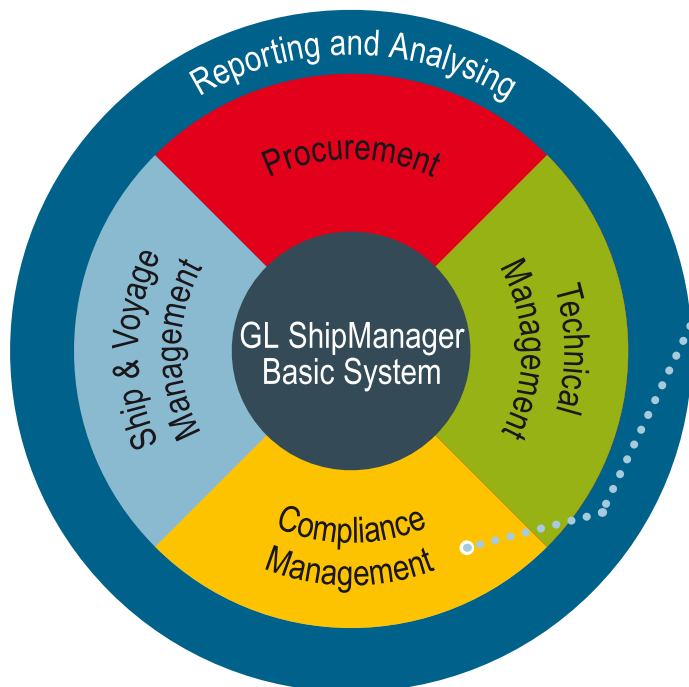 Reporting and Analysing
Procurement
Ship & Voyage
Management
GL ShipManager
Basic System
Technical
Management
Compliance
Management